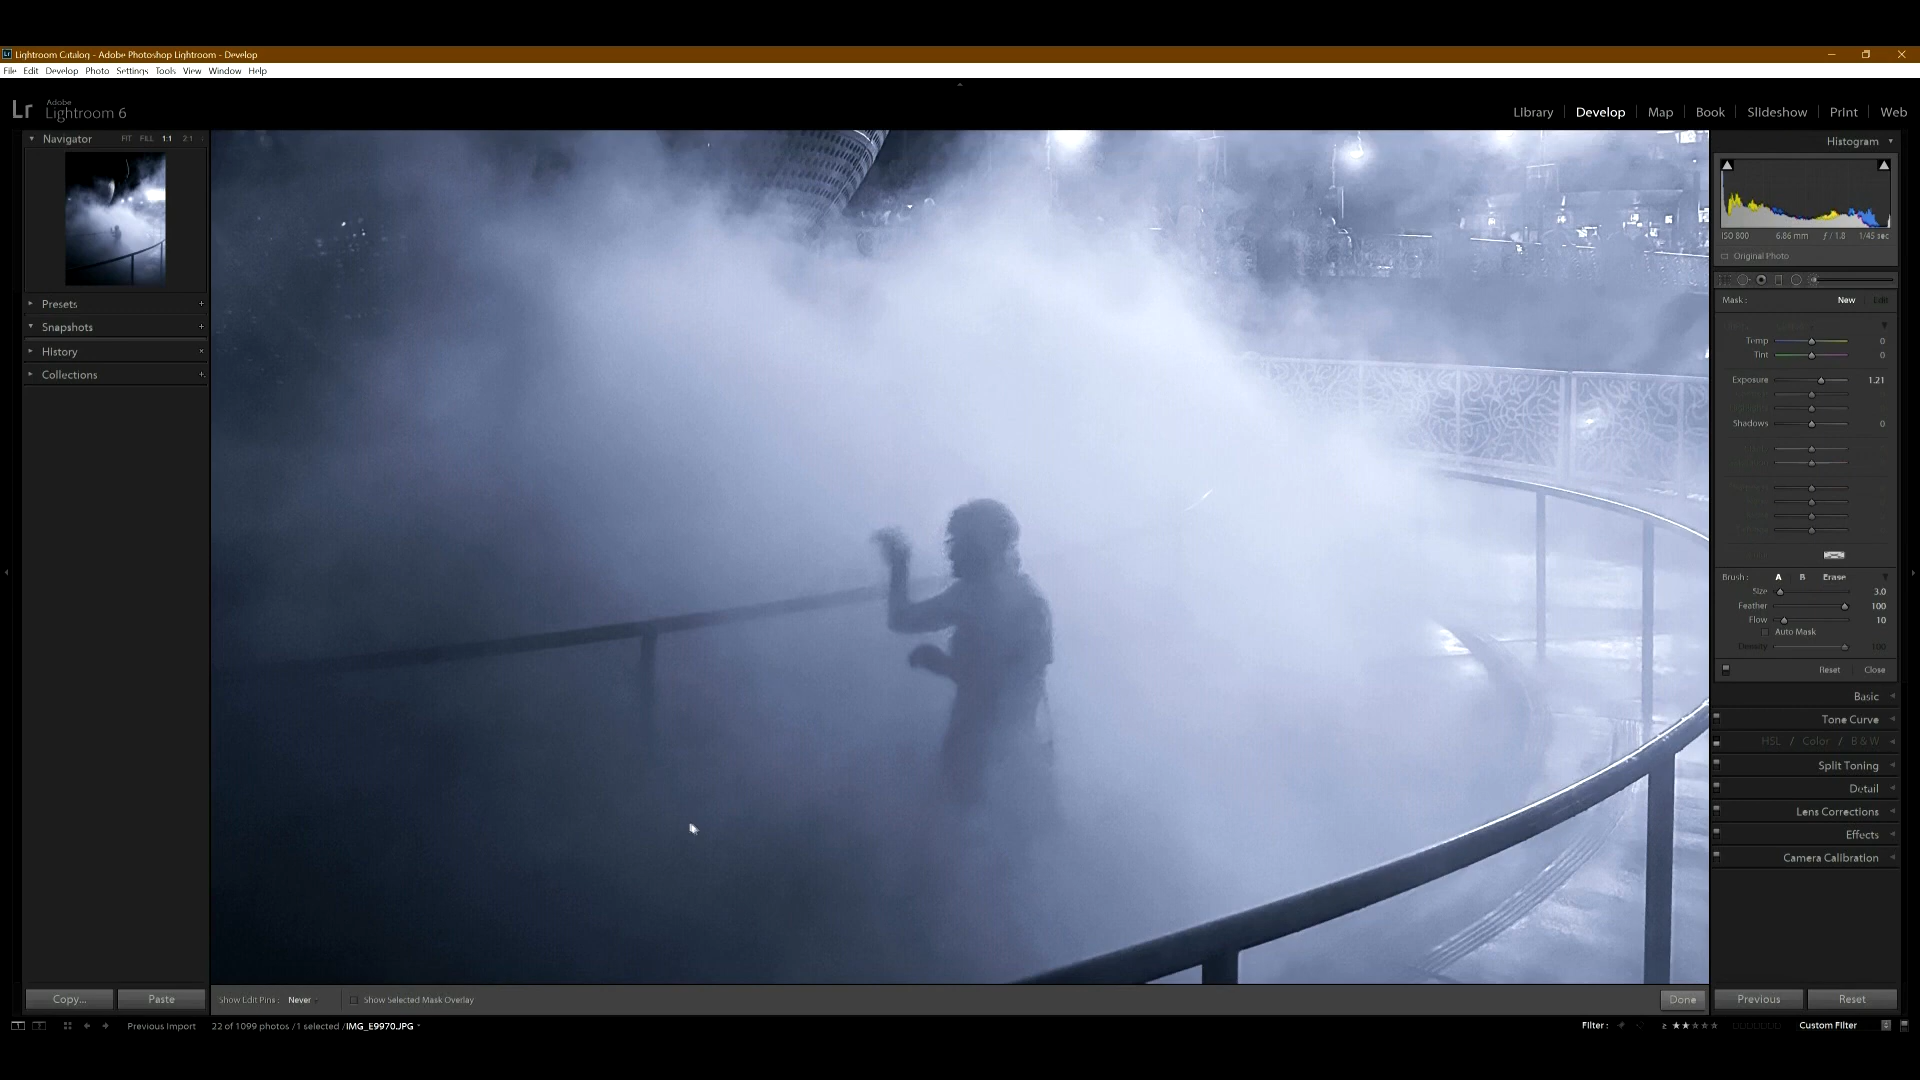 Lightroom Catalog - Adobe Photoshop Lightroom - Develop
File Edit Develop Photo Settings Tools View Window Help
Lr Adobe Lightroom 6
Library Develop Map Book Slideshow Print Web
Navigator FIT FILL 1:1 2:1
Presets
Snapshots
History
Collections
Histogram
ISO 800 6.86 mm ƒ / 1.8 1/45 sec
Original Photo
Mask : New Edit
Temp 0
Tint 0
Exposure 1.21
Shadows 0
Brush : A B Erase
Size 3.0
Feather 100
Flow 10
Auto Mask
Density 100
Reset Close
Basic
Tone Curve
HSL / Color / B & W
Split Toning
Detail
Lens Corrections
Effects
Camera Calibration
Copy... Paste
Show Edit Pins : Never Show Selected Mask Overlay Done
Previous Reset
Previous Import 22 of 1099 photos / 1 selected / IMG_E9970.JPG
Filter : Custom Filter